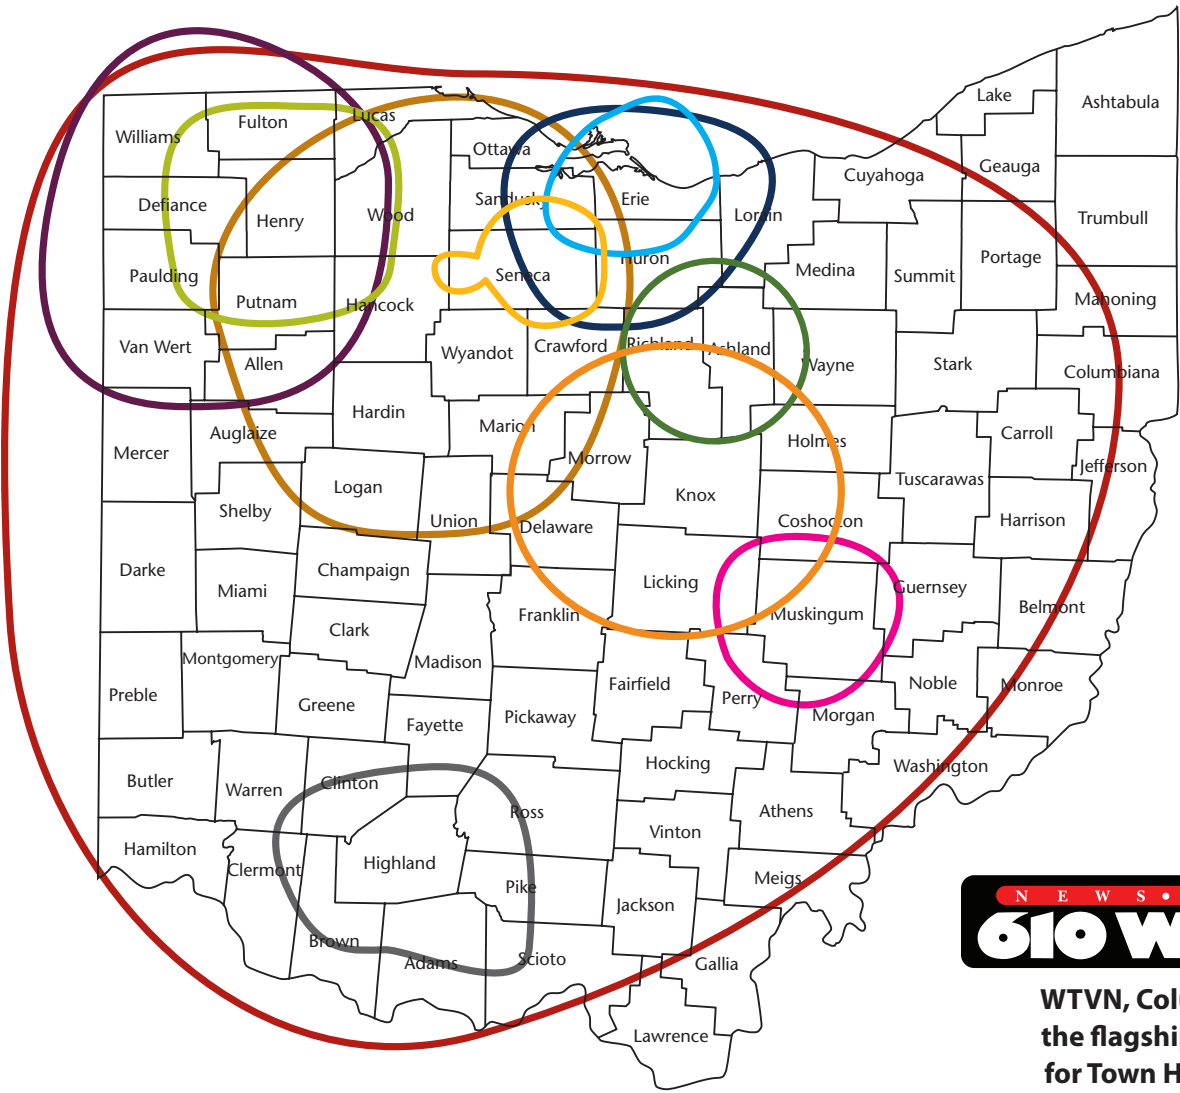 Lake
Ashtabula
Williams
Fulton
Lucas
Ottawa
Cuyahoga
Geauga
Defiance
Henry
Wood
Sandusky
Erie
Lorain
Trumbull
Paulding
Putnam
Hancock
Seneca
Huron
Medina
Summit
Portage
Mahoning
Van Wert
Allen
Wyandot
Crawford
Richland
Ashland
Wayne
Stark
Columbiana
Mercer
Auglaize
Hardin
Marion
Morrow
Holmes
Carroll
Jefferson
Logan
Shelby
Union
Delaware
Knox
Coshocton
Tuscarawas
Harrison
Darke
Miami
Champaign
Clark
Franklin
Licking
Muskingum
Guernsey
Belmont
Montgomery
Madison
Preble
Greene
Fayette
Pickaway
Fairfield
Perry
Morgan
Noble
Monroe
Butler
Warren
Clinton
Ross
Hocking
Athens
Washington
Hamilton
Clermont
Highland
Pike
Vinton
Jackson
Meigs
Brown
Adams
Scioto
Gallia
Lawrence
NEWS•
610 W
WTVN, Col
the flagshi
for Town H